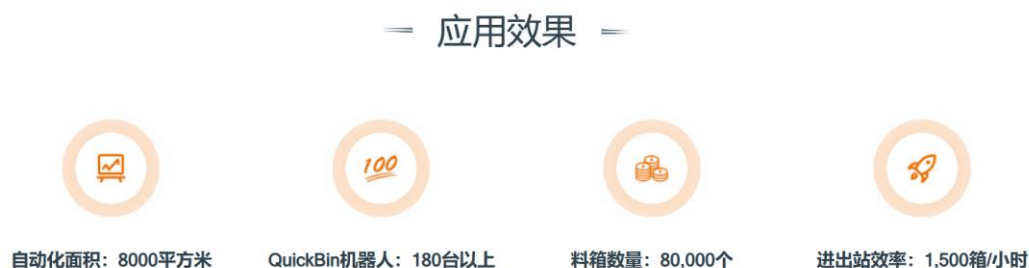 应用效果
100
自动化面积：8000平方米
QuickBin机器人：180台以上
料箱数量：80,000个
进出站效率：1,500箱/小时